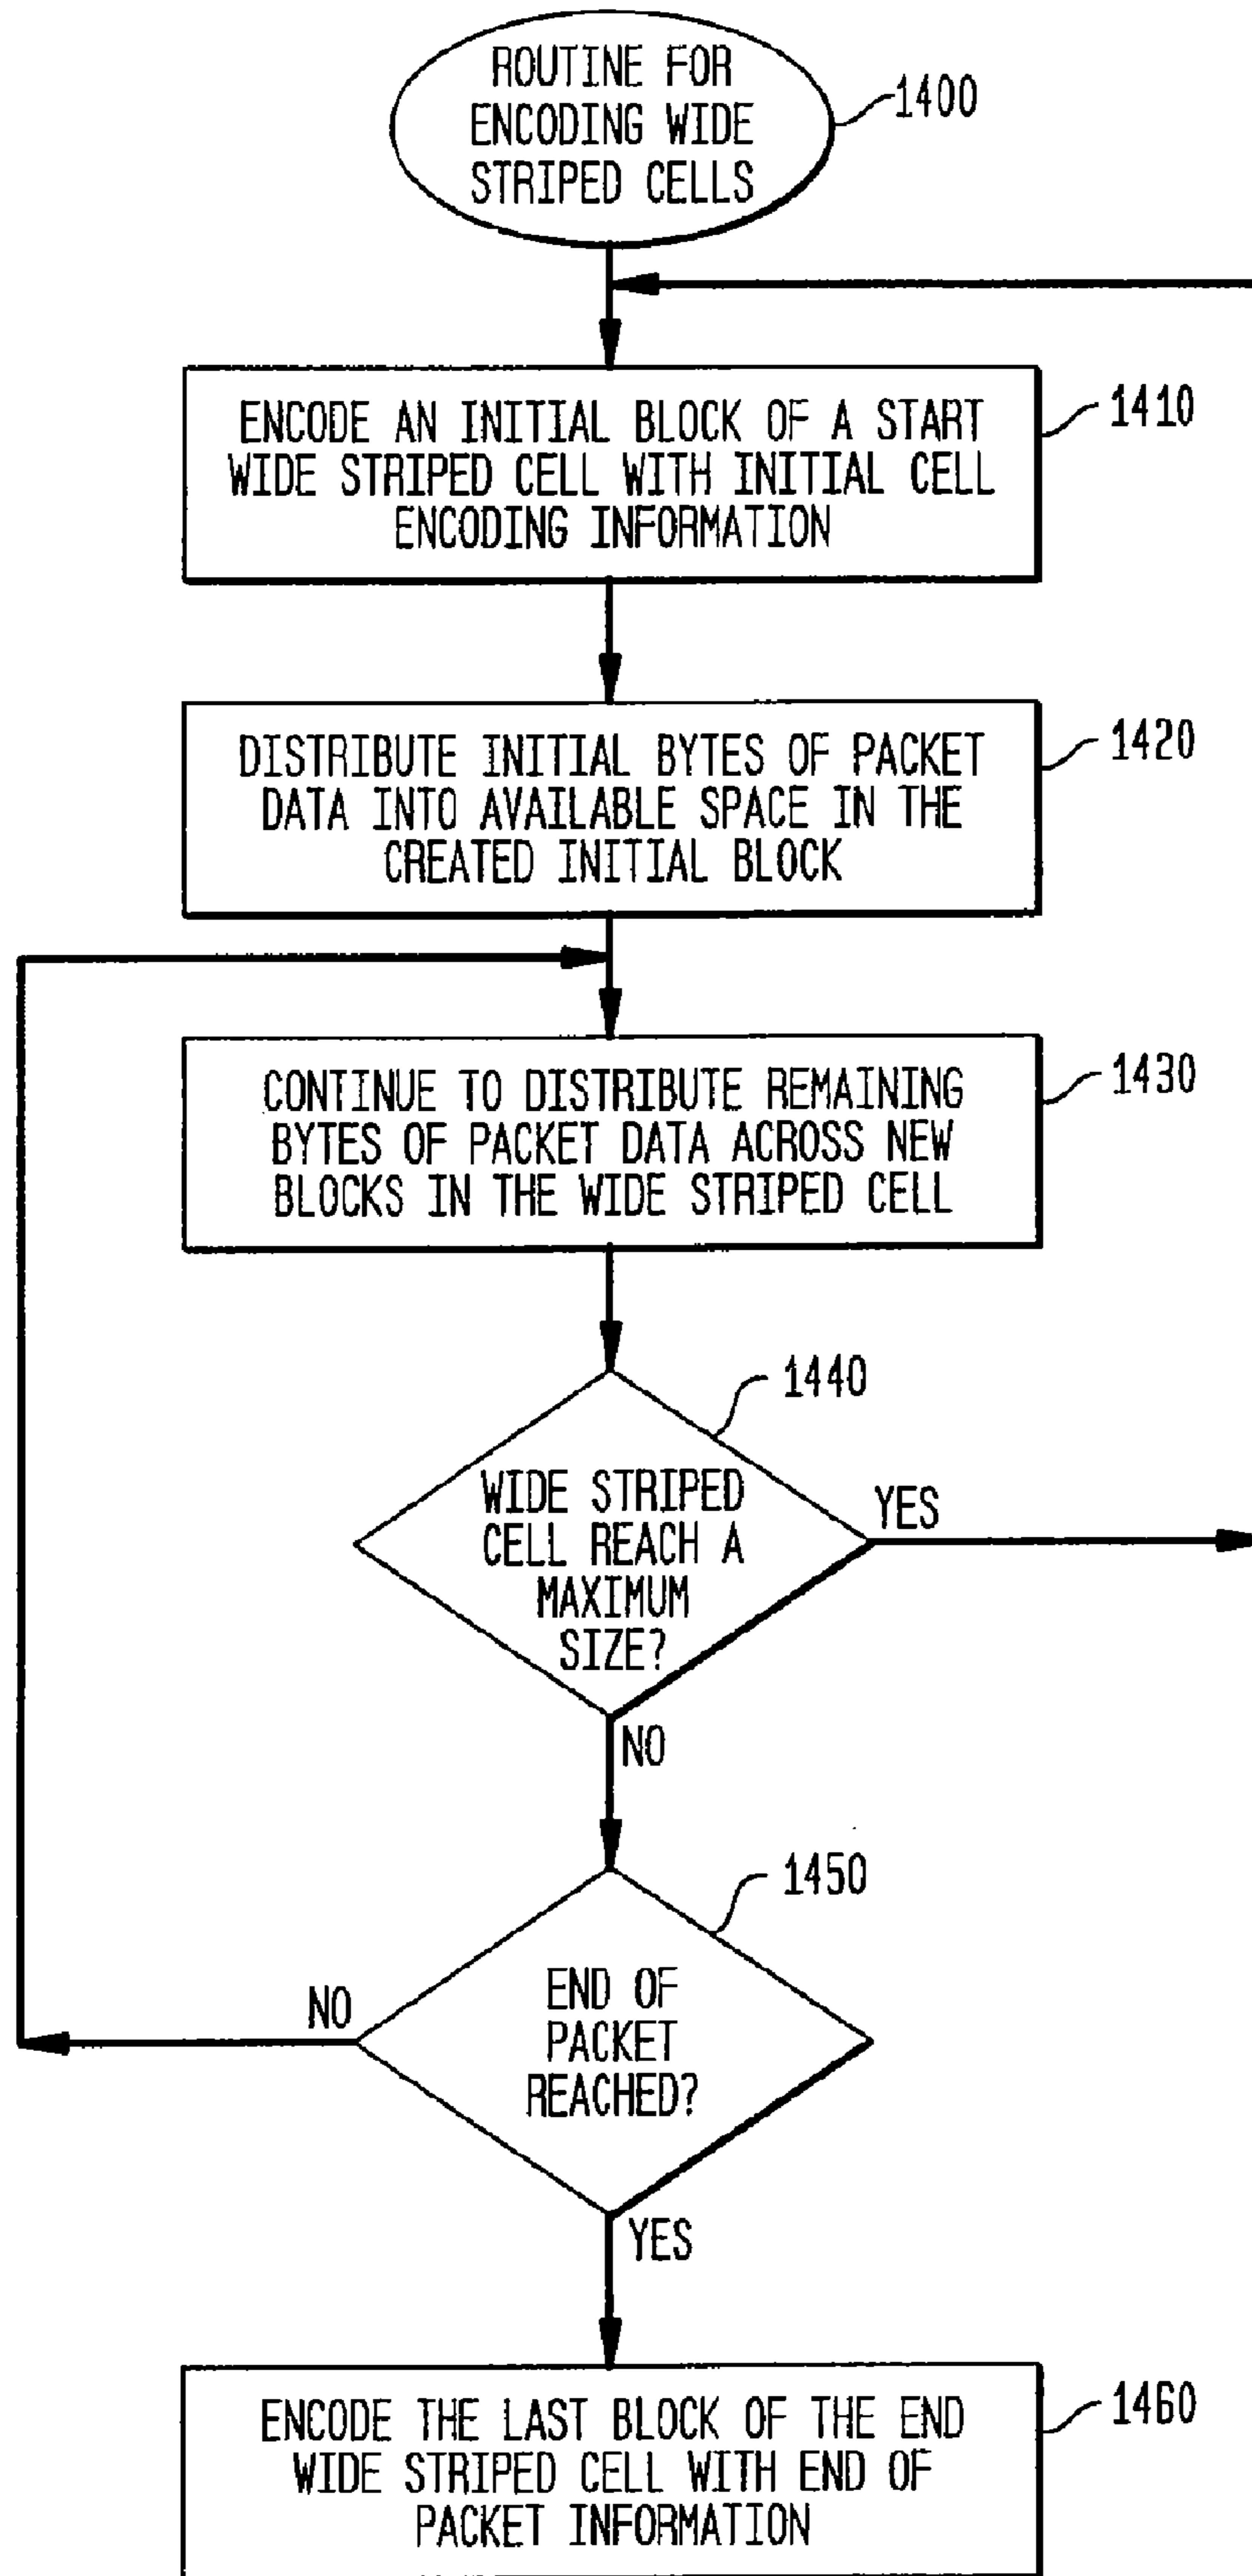 ROUTINE FOR
ENCODING WIDE
STRIPED CELLS
1400
ENCODE AN INITIAL BLOCK OF A START
WIDE STRIPED CELL WITH INITIAL CELL
ENCODING INFORMATION
1410
DISTRIBUTE INITIAL BYTES OF PACKET
DATA INTO AVAILABLE SPACE IN THE
CREATED INITIAL BLOCK
1420
CONTINUE TO DISTRIBUTE REMAINING
BYTES OF PACKET DATA ACROSS NEW
BLOCKS IN THE WIDE STRIPED CELL
1430
1440
WIDE STRIPED
CELL REACH A
MAXIMUM
SIZE?
YES
NO
1450
END OF
PACKET
REACHED?
NO
YES
ENCODE THE LAST BLOCK OF THE END
WIDE STRIPED CELL WITH END OF
PACKET INFORMATION
1460